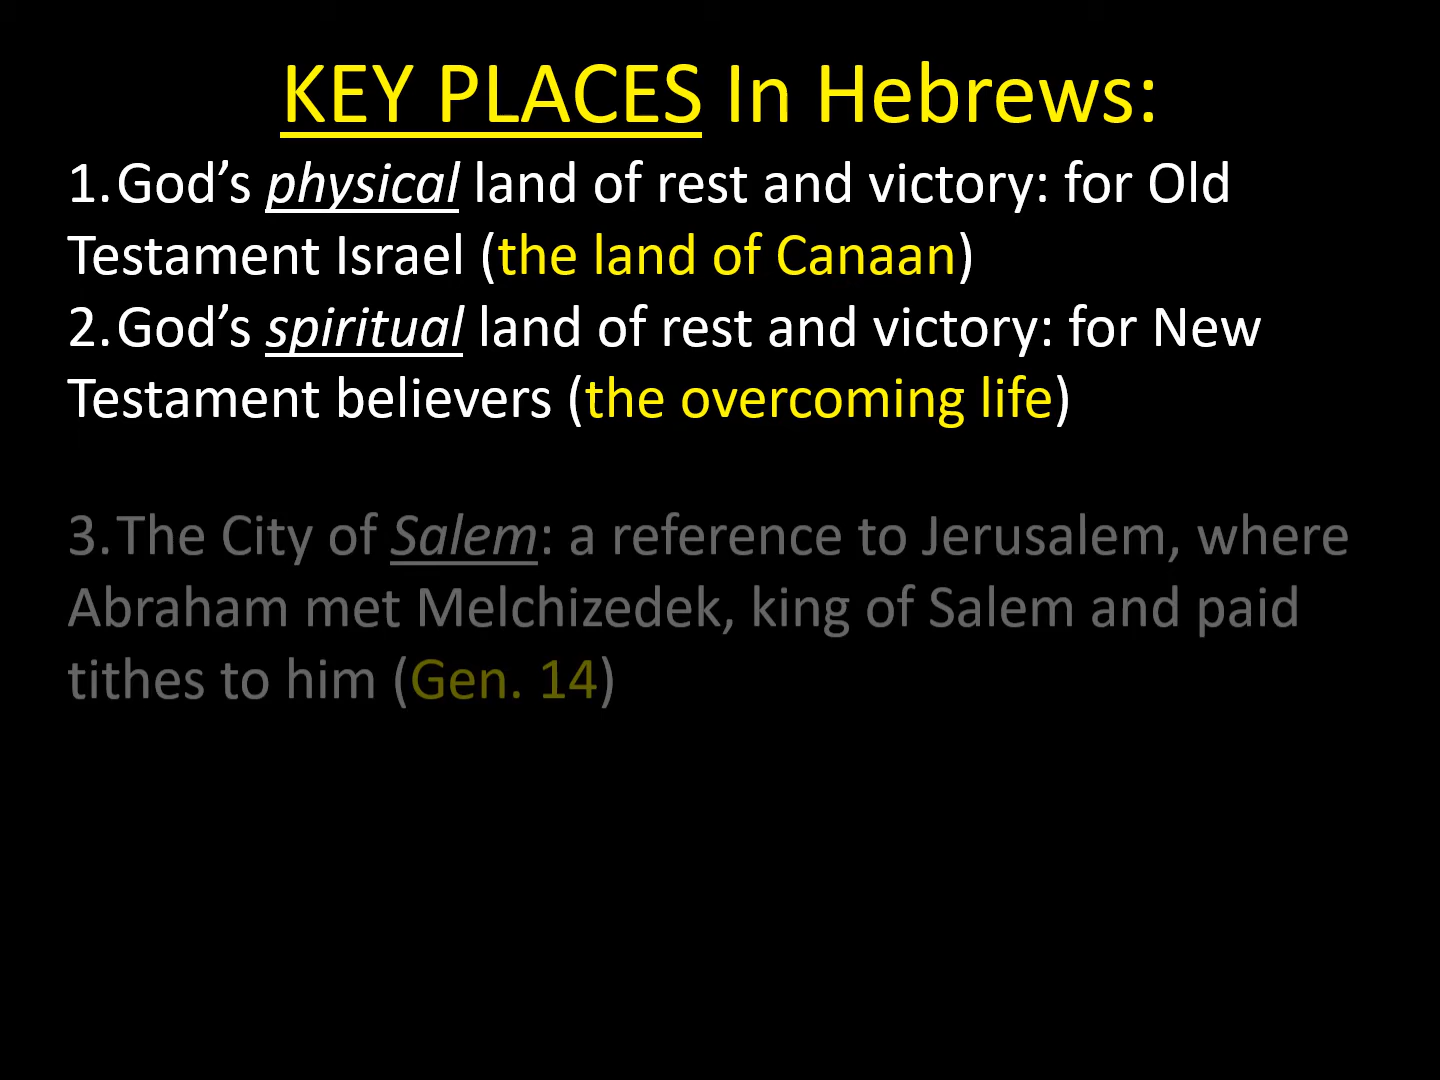 KEY PLACES In Hebrews:
1.God’s physical land of rest and victory: for Old
Testament Israel (the land of Canaan)
2.God’s spiritual land of rest and victory: for New
Testament believers (the overcoming life)
3.The City of Salem: a reference to Jerusalem, where
Abraham met Melchizedek, king of Salem and paid
tithes to him (Gen. 14)